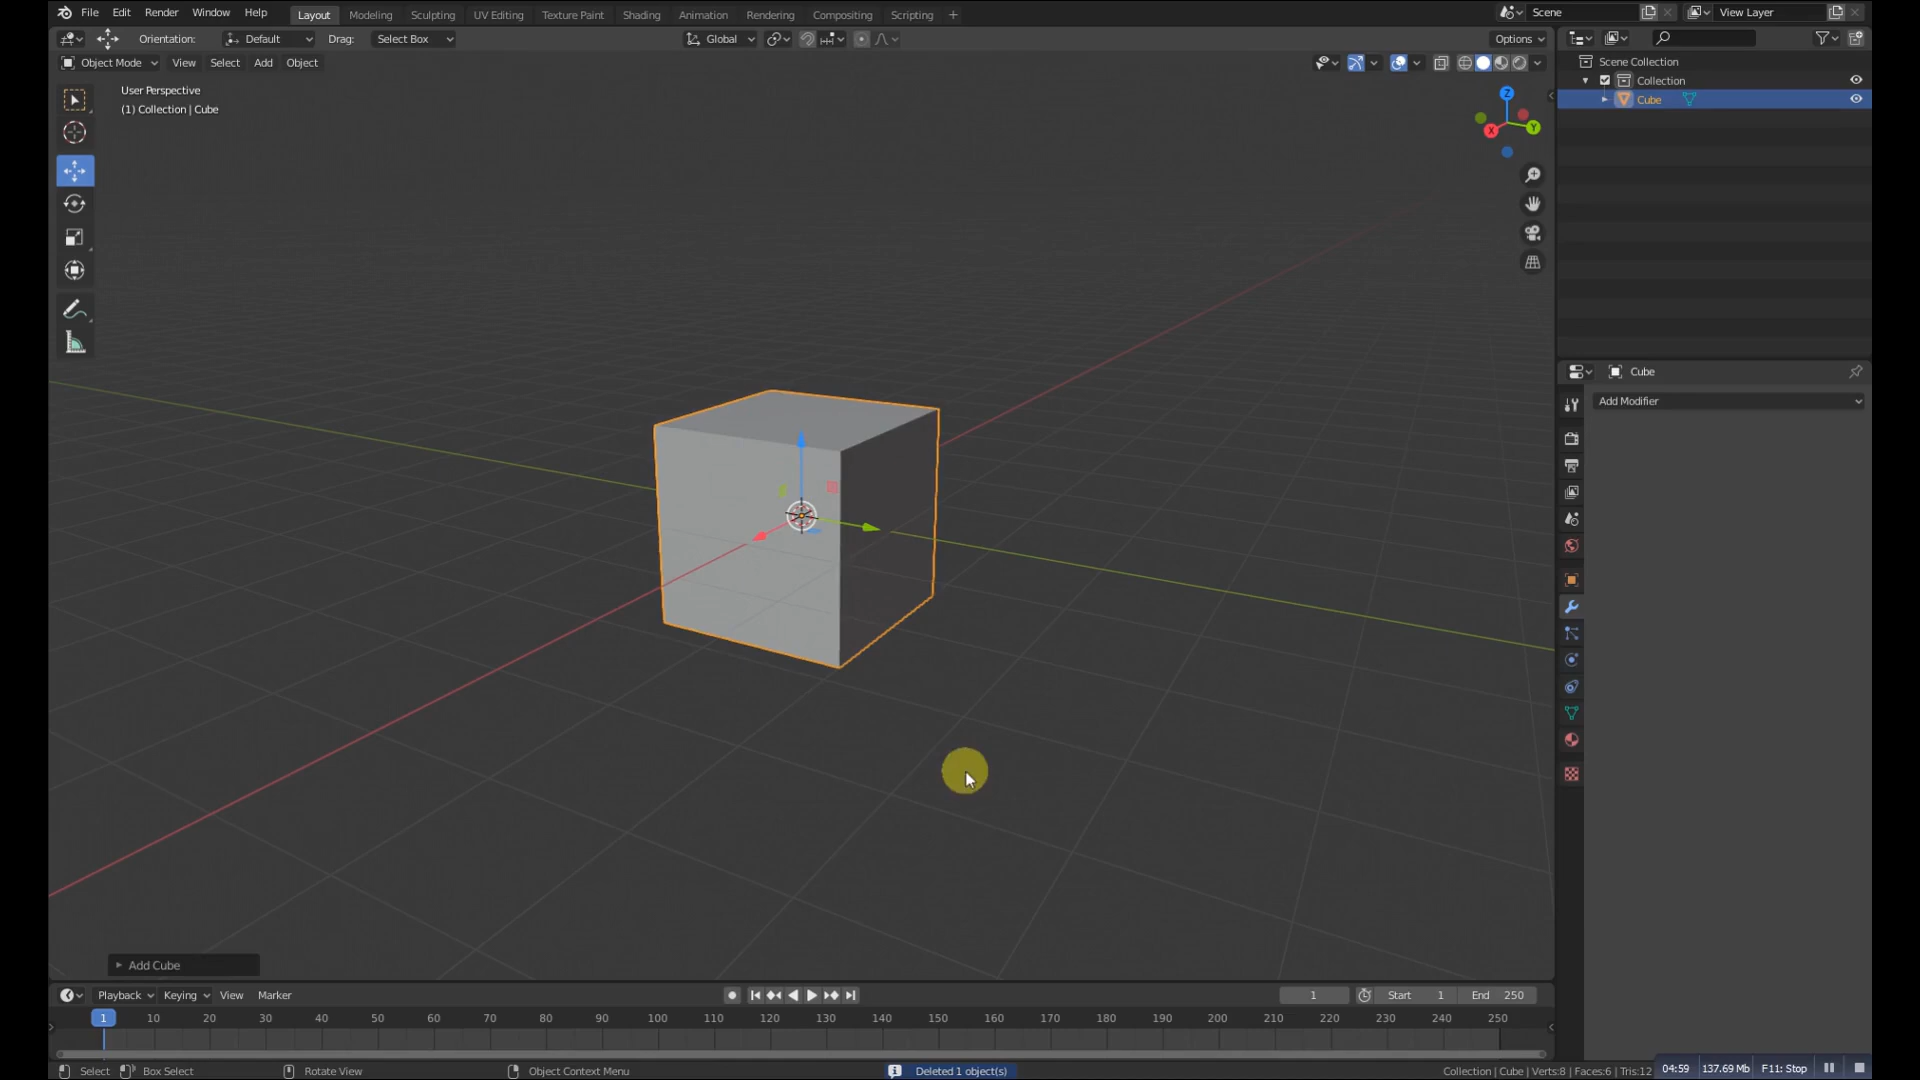 File Edit Render Window Help Layout Modeling Sculpting UV Editing Texture Paint Shading Animation Rendering Compositing Scripting + Scene View Layer
Orientation: Default Drag: Select Box Global Options
Object Mode View Select Add Object
User Perspective
(1) Collection | Cube
Z
X
Y
Scene Collection
Collection
Cube
Cube
Add Modifier
Add Cube
Playback Keying View Marker 1 Start 1 End 250
1 10 20 30 40 50 60 70 80 90 100 110 120 130 140 150 160 170 180 190 200 210 220 230 240 250
Select Box Select Rotate View Object Context Menu Deleted 1 object(s) Collection | Cube | Verts:8 | Faces:6 | Tris:12 04:59 137.69 Mb F11: Stop